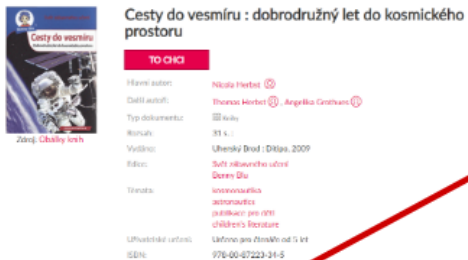 Cesty do vesmíru : dobrodružný let do kosmického
prostoru
Cesty do vesmíru
TO CHCI
Hlavní autor: Nicola Herbst
Další autoři: Thomas Herbst , Angelika Grothues
Typ dokumentu: Knihy
Rozsah: 31 s. :
Vydáno: Uherský Brod : Ditipo, 2009
Edice: Svět zábavného učení
Benny Blu
Témata: kosmonautika
astronautics
publikace pro děti
children's literature
Uživatelské určení: Určeno pro čtenáře od 5 let
ISBN: 978-80-87223-34-5
Zdroj: Obálky knih